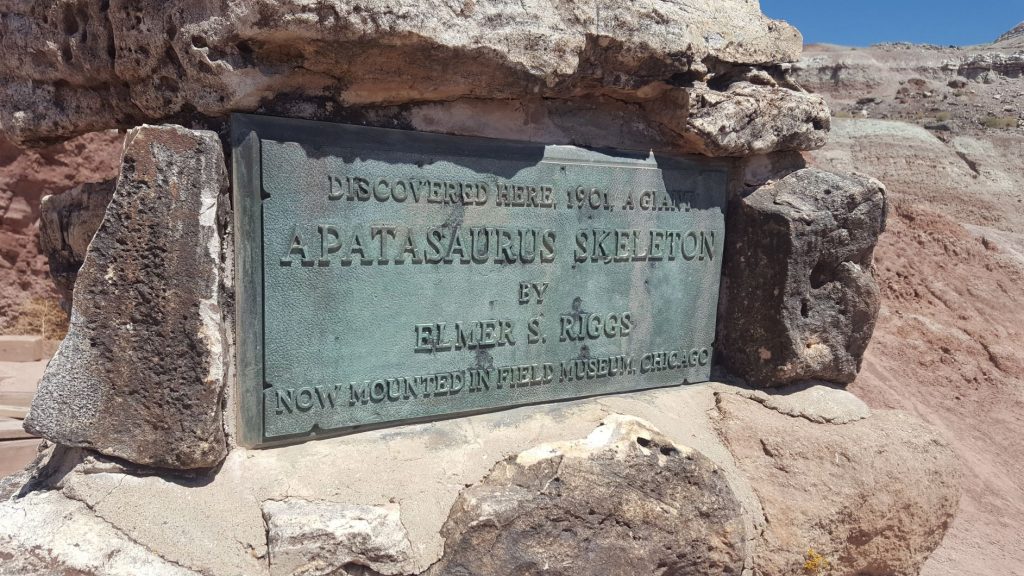 DISCOVERED HERE, 1901, A GIANT
APATASAURUS SKELETON
BY
ELMER S. RIGGS
NOW MOUNTED IN FIELD MUSEUM, CHICAGO